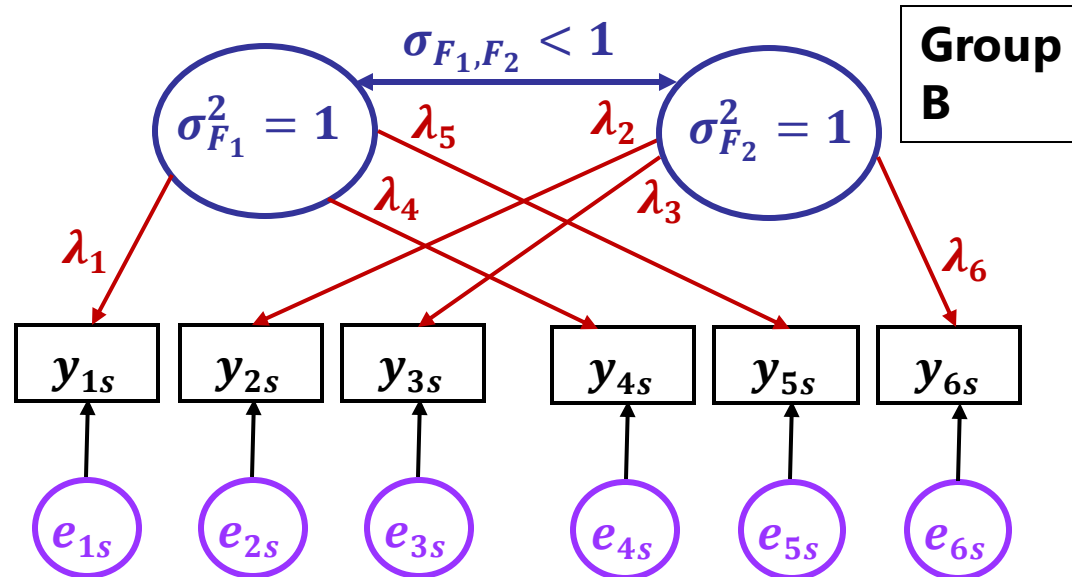 σ_{F₁,F₂} < 1
Group
B
σ²_{F₁} = 1
λ₅
λ₂
σ²_{F₂} = 1
λ₄
λ₃
λ₁
λ₆
y₁ₛ
y₂ₛ
y₃ₛ
y₄ₛ
y₅ₛ
y₆ₛ
e₁ₛ
e₂ₛ
e₃ₛ
e₄ₛ
e₅ₛ
e₆ₛ